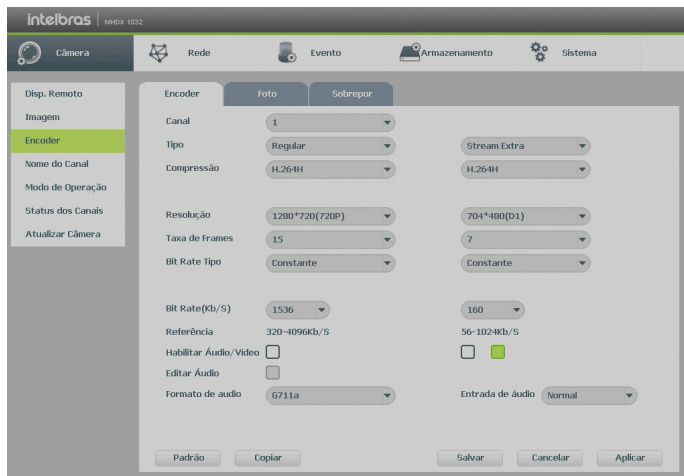 intelbras MHDX 1032
Câmera Rede Evento Armazenamento Sistema
Disp. Remoto
Imagem
Encoder
Nome do Canal
Modo de Operação
Status dos Canais
Atualizar Câmera
Encoder Foto Sobrepor
Canal 1
Tipo Regular Stream Extra
Compressão H.264H H.264H
Resolução 1280*720(720P) 704*480(D1)
Taxa de Frames 15 7
Bit Rate Tipo Constante Constante
Bit Rate(Kb/S) 1536 160
Referência 320-4096Kb/S 56-1024Kb/S
Habilitar Áudio/Video
Editar Áudio
Formato de audio G711a Entrada de áudio Normal
Padrão Copiar Salvar Cancelar Aplicar